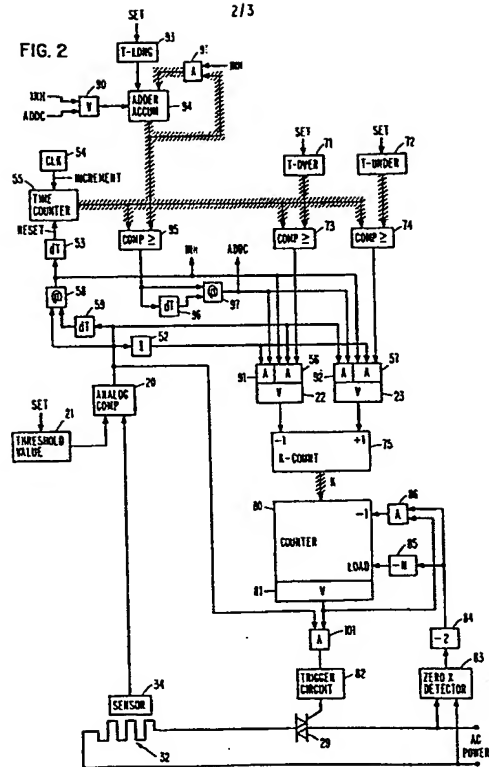 2/3
FIG. 2
SET
93
T-LONG
91
A
INH
90
INH
V
ADDC
ADDER
ACCUM
94
SET
71
T-OVER
SET
72
T-UNDER
54
CLK
55
INCREMENT
TIME
COUNTER
RESET
dT
53
COMP ≥
95
COMP ≥
73
COMP ≥
74
INH
ADDC
58
@
dT
96
@
97
59
dT
52
1
56
91
A
A
V
22
57
92
A
A
V
23
20
ANALOG
COMP
SET
21
THRESHOLD
VALUE
-1
+1
75
K-COUNT
K
80
-1
A
86
COUNTER
LOAD
85
-N
81
V
A
101
84
-2
83
TRIGGER
CIRCUIT
82
ZERO X
DETECTOR
SENSOR
34
32
29
AC
POWER